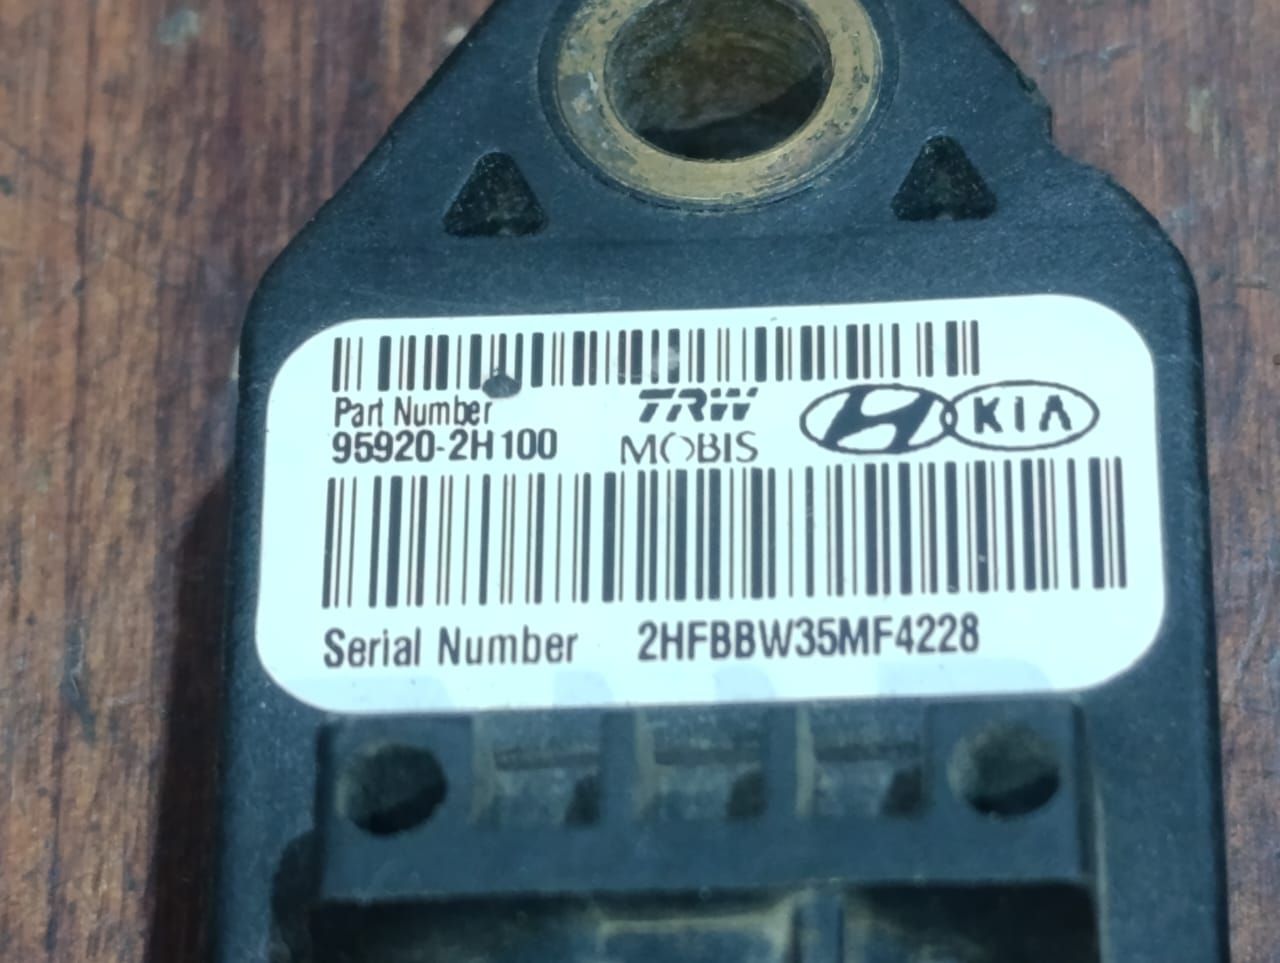 Part Number
95920-2H100
TRW
MOBIS
KIA
Serial Number 2HFBBW35MF4228